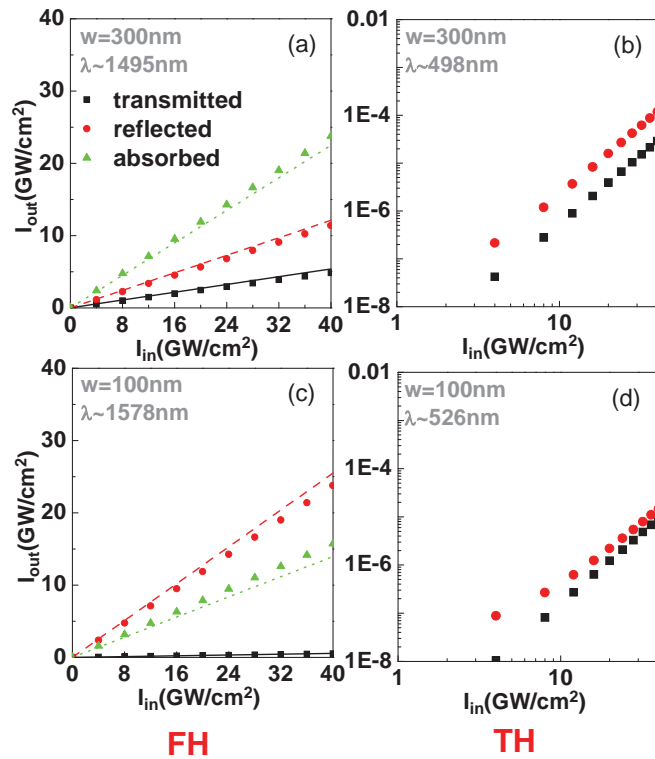 40
30
20
10
0
I_out(GW/cm²)
w=300nm
λ~1495nm
(a)
transmitted
reflected
absorbed
0 8 16 24 32 40
I_in(GW/cm²)
0.01
1E-4
1E-6
1E-8
w=300nm
λ~498nm
(b)
1 10
I_in(GW/cm²)
40
30
20
10
0
I_out(GW/cm²)
w=100nm
λ~1578nm
(c)
0 8 16 24 32 40
I_in(GW/cm²)
0.01
1E-4
1E-6
1E-8
w=100nm
λ~526nm
(d)
1 10
I_in(GW/cm²)
FH
TH